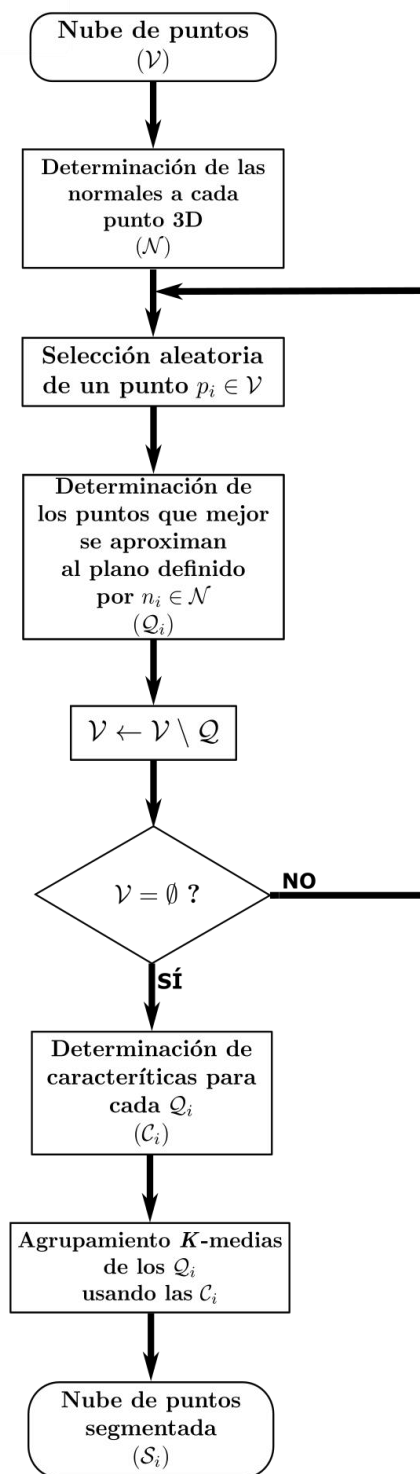 Nube de puntos
(𝒱)
Determinación de las
normales a cada
punto 3D
(𝒩)
Selección aleatoria
de un punto pᵢ ∈ 𝒱
Determinación de
los puntos que mejor
se aproximan
al plano definido
por nᵢ ∈ 𝒩
(𝒬ᵢ)
𝒱 ← 𝒱 \ 𝒬
𝒱 = ∅ ?
NO
SÍ
Determinación de
caracteríticas para
cada 𝒬ᵢ
(𝒞ᵢ)
Agrupamiento K-medias
de los 𝒬ᵢ
usando las 𝒞ᵢ
Nube de puntos
segmentada
(𝒮ᵢ)